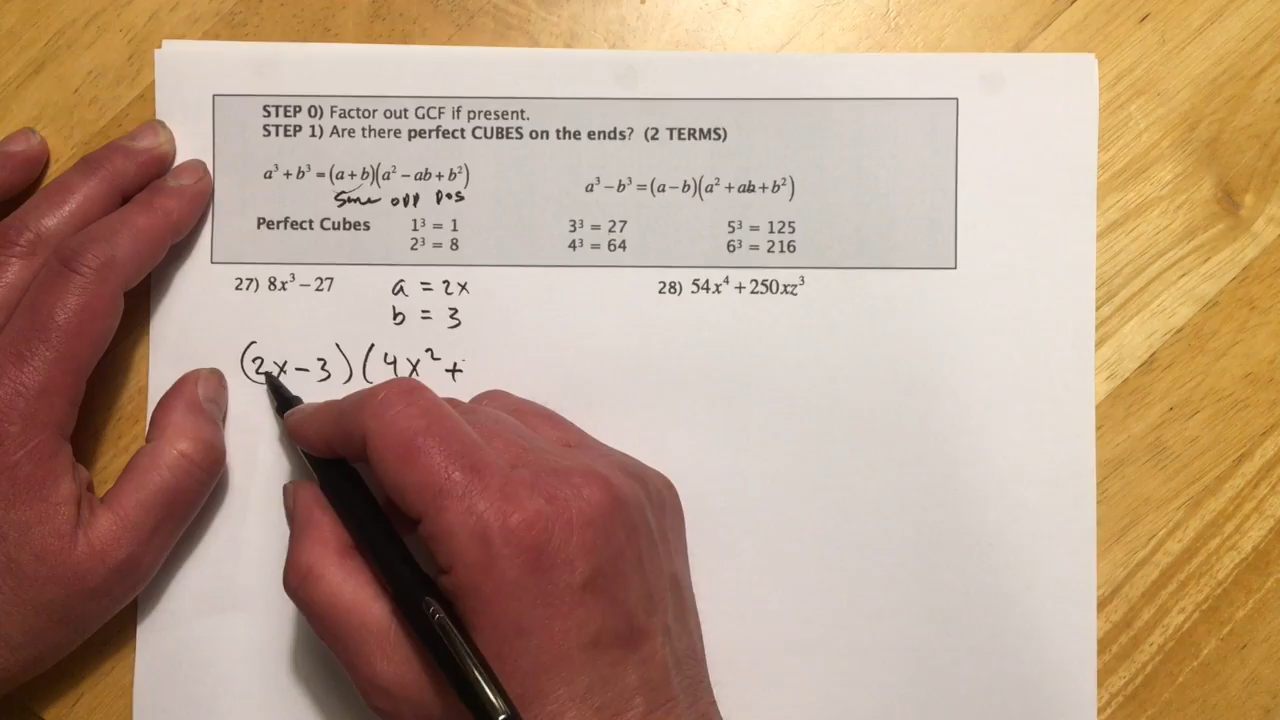 STEP 0) Factor out GCF if present.
STEP 1) Are there perfect CUBES on the ends? (2 TERMS)
a³ + b³ = (a + b)(a² − ab + b²)
a³ − b³ = (a − b)(a² + ab + b²)
Same opp pos
Perfect Cubes 1³ = 1 3³ = 27 5³ = 125
2³ = 8 4³ = 64 6³ = 216
27) 8x³ − 27 a = 2x 28) 54x⁴ + 250xz³
b = 3
(2x − 3)(4x² +